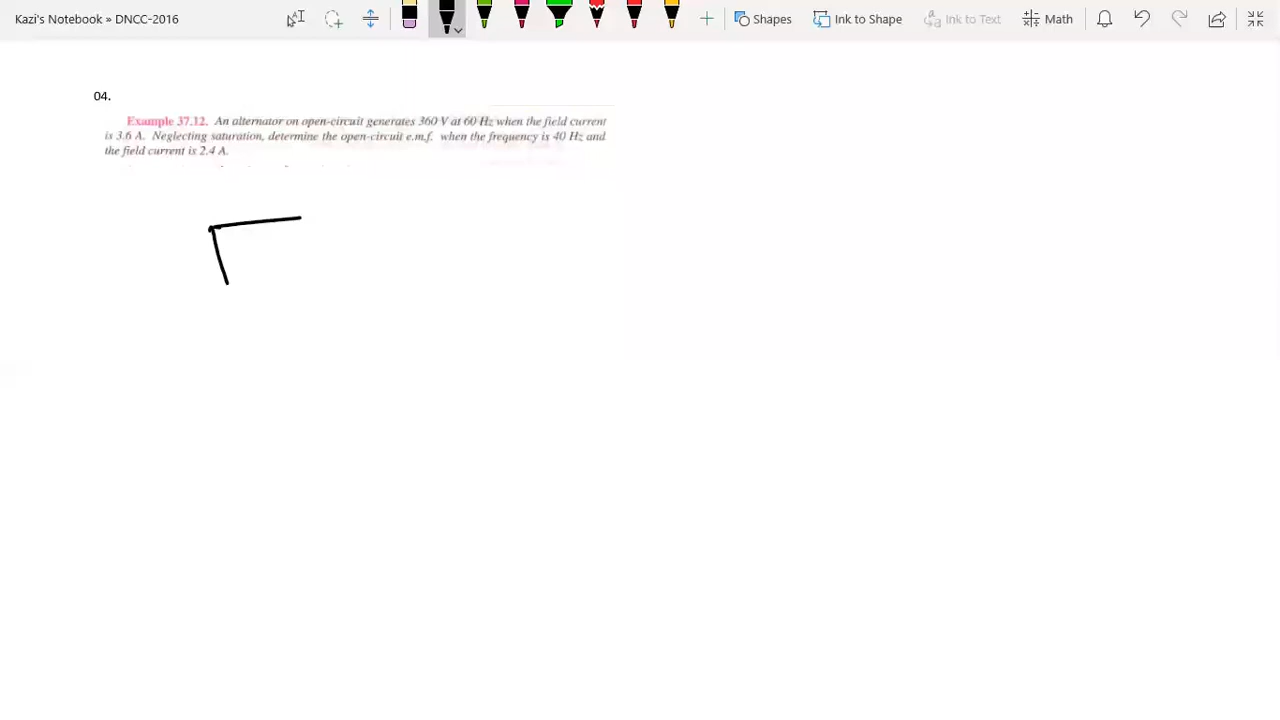 Kazi's Notebook » DNCC-2016
Shapes
Ink to Shape
Ink to Text
Math
04.
Example 37.12. An alternator on open-circuit generates 360 V at 60 Hz when the field current
is 3.6 A. Neglecting saturation, determine the open-circuit e.m.f. when the frequency is 40 Hz and
the field current is 2.4 A.